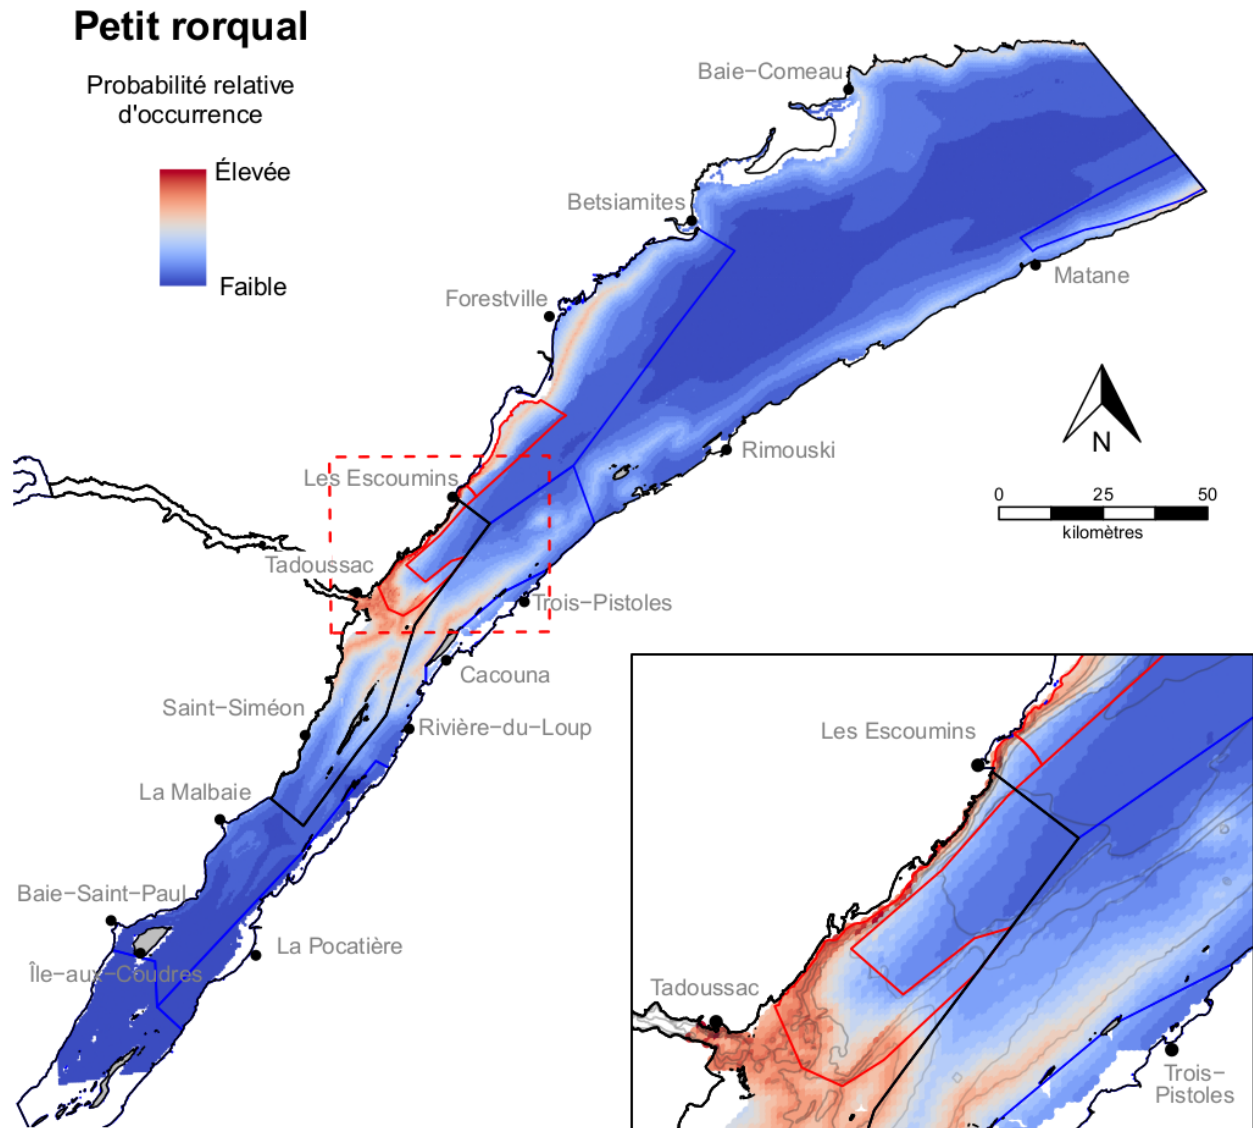 Petit rorqual
Probabilité relative
d'occurrence
Élevée
Faible
Baie−Comeau
Betsiamites
Forestville
Matane
N
Rimouski
0 25 50
kilomètres
Les Escoumins
Tadoussac
Trois−Pistoles
Cacouna
Saint−Siméon
Rivière−du−Loup
La Malbaie
Baie−Saint−Paul
La Pocatière
Île−aux−Coudres
Les Escoumins
Tadoussac
Trois−
Pistoles